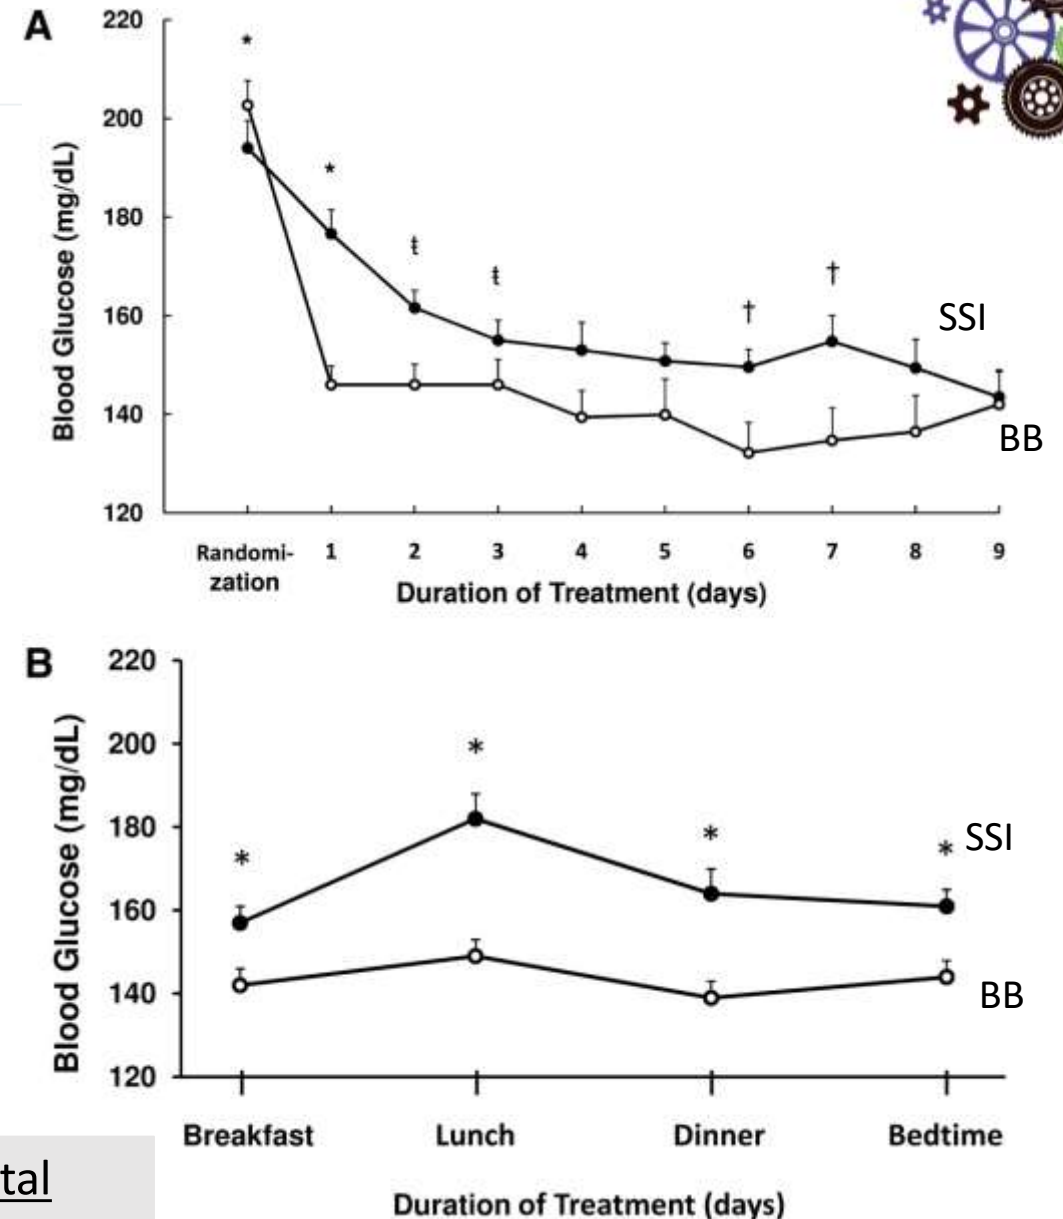 A
220
*
200
*
180
Blood Glucose (mg/dL)
‡
‡
†
†
160
SSI
140
BB
120
Randomi-
zation
1 2 3 4 5 6 7 8 9
Duration of Treatment (days)
B
220
200
*
180
*
*
* SSI
Blood Glucose (mg/dL)
160
140
BB
120
Breakfast Lunch Dinner Bedtime
tal
Duration of Treatment (days)